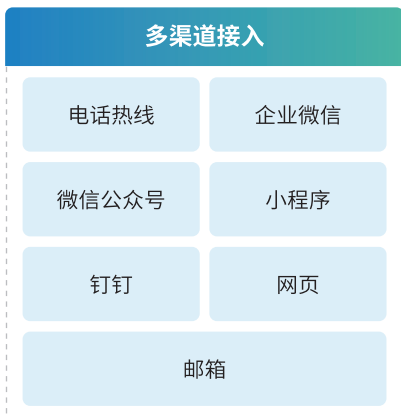 多渠道接入
电话热线
企业微信
微信公众号
小程序
钉钉
网页
邮箱